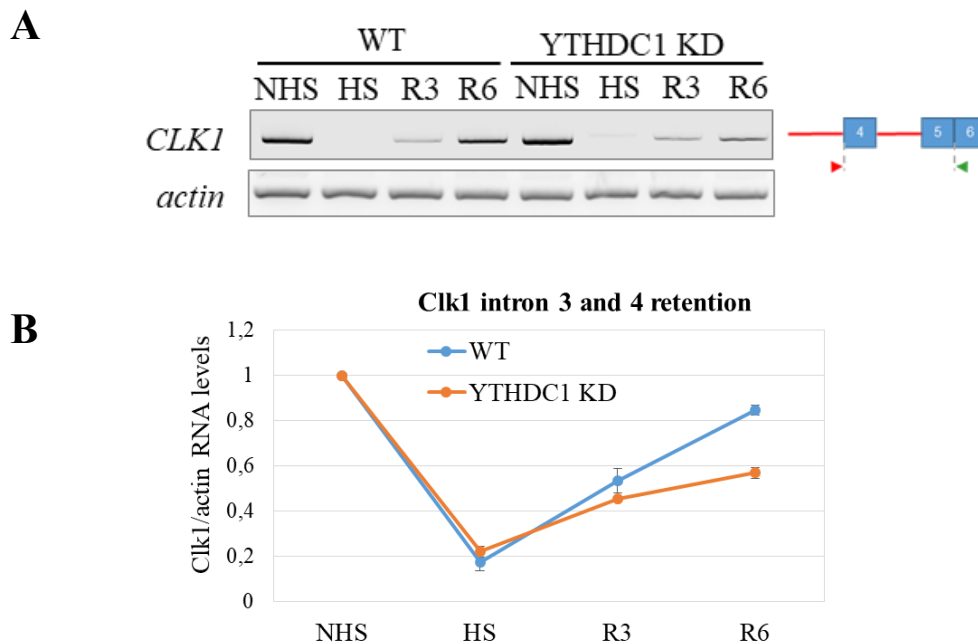 A
WT YTHDC1 KD
NHS HS R3 R6 NHS HS R3 R6
CLK1
4 5 6
actin
B
Clk1 intron 3 and 4 retention
Clk1/actin RNA levels
1,2
1
0,8
0,6
0,4
0,2
0
WT
YTHDC1 KD
NHS HS R3 R6